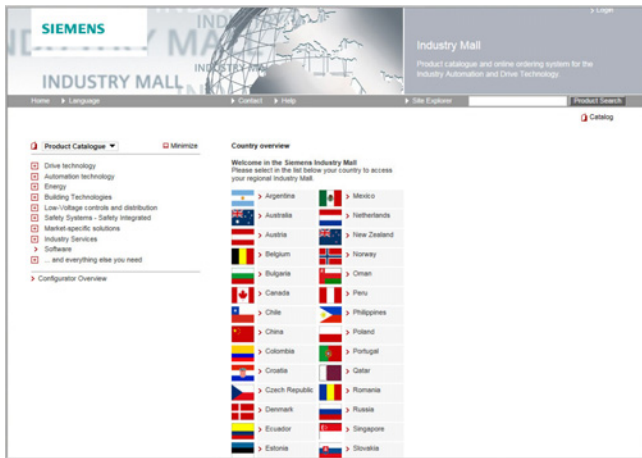 Login
SIEMENS
INDUSTRY MALL
Industry Mall
Product catalogue and online ordering system for the
Industry Automation and Drive Technology
Home Language Contact Help Site Explorer Product Search
Catalog
Product Catalogue Minimize
Drive technology
Automation technology
Energy
Building Technologies
Low-Voltage controls and distribution
Safety Systems - Safety Integrated
Market-specific solutions
Industry Services
Software
... and everything else you need
Configurator Overview
Country overview
Welcome in the Siemens Industry Mall
Please select in the list below your country to access
your regional Industry Mall.
Argentina Mexico
Australia Netherlands
Austria New Zealand
Belgium Norway
Bulgaria Oman
Canada Peru
Chile Philippines
China Poland
Colombia Portugal
Croatia Qatar
Czech Republic Romania
Denmark Russia
Ecuador Singapore
Estonia Slovakia